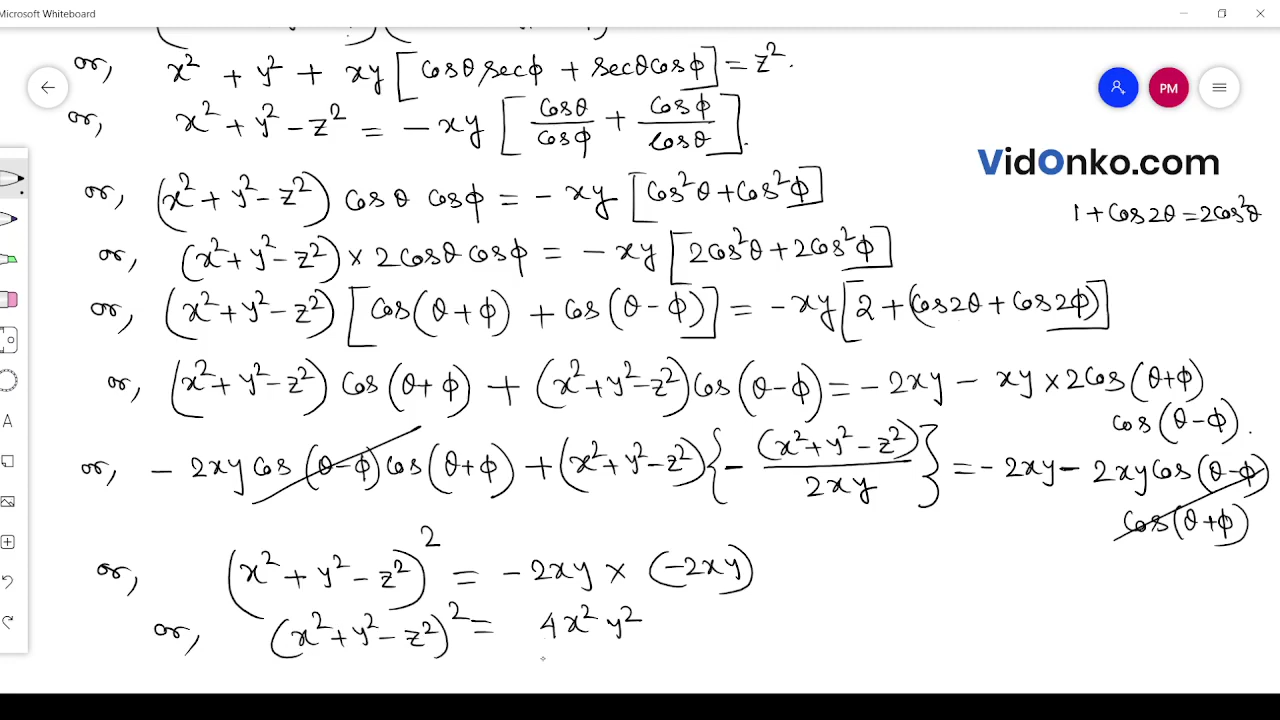 Microsoft Whiteboard
or, x² + y² + xy [cosθ secφ + secθ cosφ] = z².
PM
or, x² + y² - z² = - xy [cosθ/cosφ + cosφ/cosθ].
VidOnko.com
or, (x² + y² - z²) cosθ cosφ = - xy [cos²θ + cos²φ]
1 + cos2θ = 2cos²θ
or, (x² + y² - z²) × 2cosθ cosφ = - xy [2cos²θ + 2cos²φ]
or, (x² + y² - z²) [cos(θ + φ) + cos(θ - φ)] = - xy [2 + (cos2θ + cos2φ)]
or, (x² + y² - z²) cos(θ + φ) + (x² + y² - z²) cos(θ - φ) = - 2xy - xy × 2cos(θ + φ)
cos(θ - φ).
or, - 2xy cos(θ - φ) cos(θ + φ) + (x² + y² - z²) {- (x² + y² - z²)/2xy} = - 2xy - 2xy cos(θ - φ)
cos(θ + φ)
or, (x² + y² - z²)² = - 2xy × (-2xy)
or, (x² + y² - z²)² = 4x² y²